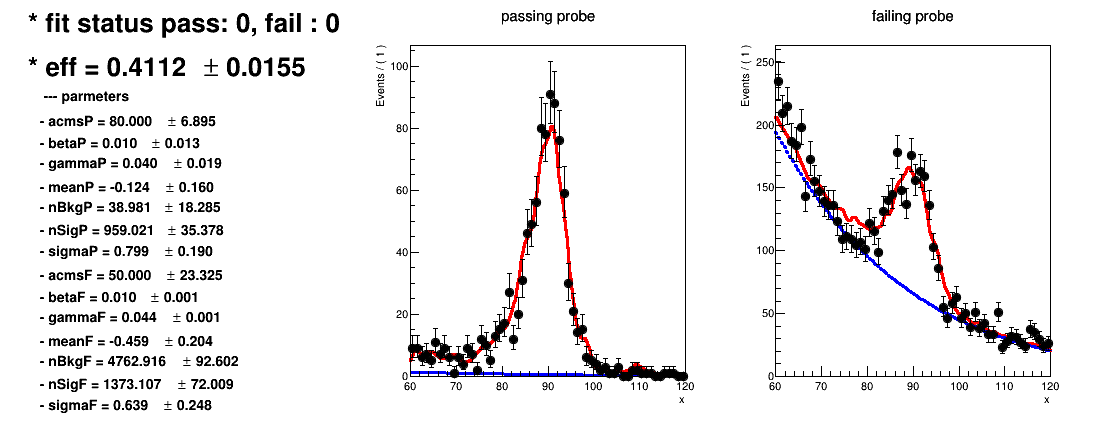 * fit status pass: 0, fail : 0
* eff = 0.4112 ± 0.0155
--- parmeters
- acmsP = 80.000 ± 6.895
- betaP = 0.010 ± 0.013
- gammaP = 0.040 ± 0.019
- meanP = -0.124 ± 0.160
- nBkgP = 38.981 ± 18.285
- nSigP = 959.021 ± 35.378
- sigmaP = 0.799 ± 0.190
- acmsF = 50.000 ± 23.325
- betaF = 0.010 ± 0.001
- gammaF = 0.044 ± 0.001
- meanF = -0.459 ± 0.204
- nBkgF = 4762.916 ± 92.602
- nSigF = 1373.107 ± 72.009
- sigmaF = 0.639 ± 0.248
passing probe
Events / ( 1 )
100
80
60
40
20
0
60 70 80 90 100 110 120
x
failing probe
Events / ( 1 )
250
200
150
100
50
0
60 70 80 90 100 110 120
x